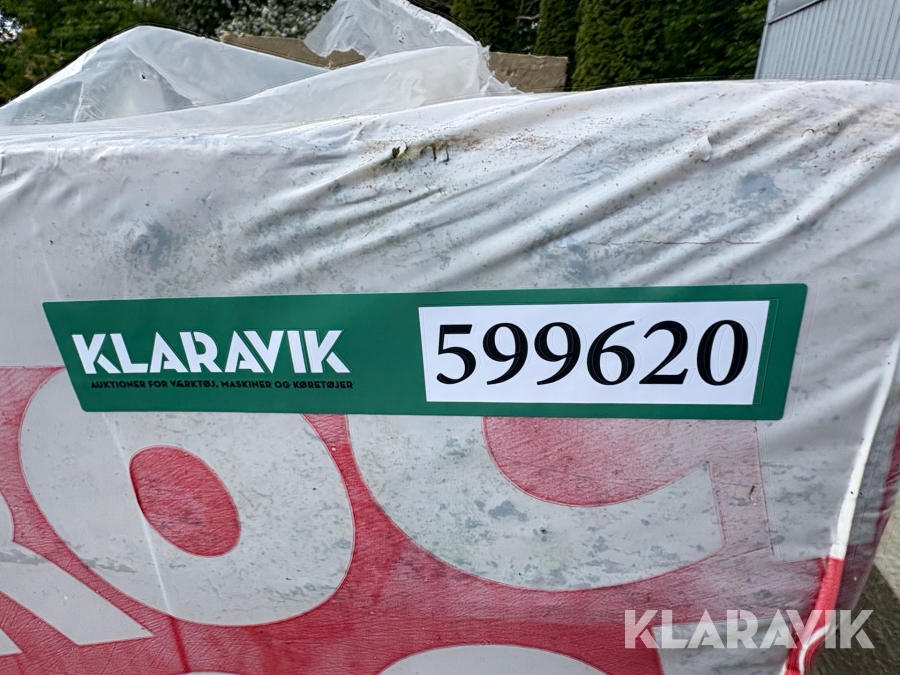 KLARAVIK
AUKTIONER FOR VÆRKTØJ, MASKINER OG KØRETØJER
599620
KLARAVIK